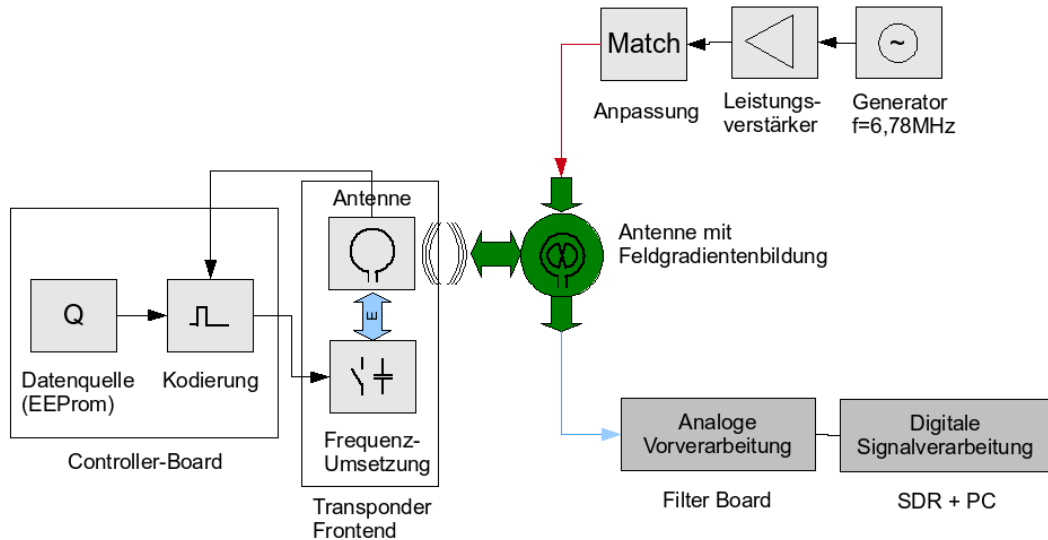 Match
~
Anpassung
Leistungs-
verstärker
Generator
f=6,78MHz
Antenne
Antenne mit
Feldgradientenbildung
Q
E
Datenquelle
(EEProm)
Kodierung
Frequenz-
Umsetzung
Controller-Board
Transponder
Frontend
Analoge
Vorverarbeitung
Digitale
Signalverarbeitung
Filter Board
SDR + PC